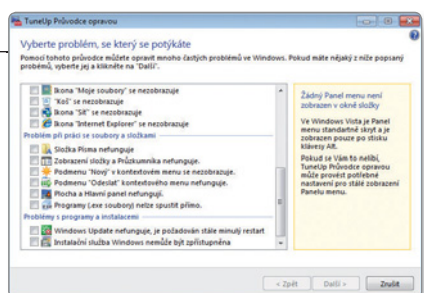 TuneUp Průvodce opravou
Vyberte problém, se který se potýkáte
Pomocí tohoto průvodce můžete opravit mnoho častých problémů ve Windows. Pokud máte nějaký z níže popsaný
probémů, vyberte jej a klikněte na "Další".
Ikona "Moje soubory" se nezobrazuje
"Koš" se nezobrazuje
Ikona "Síť" se nezobrazuje
Ikona "Internet Explorer" se nezobrazuje
Problém při práci se soubory a složkami
Složka Písma nefunguje
Zobrazení složky a Průzkumníka nefunguje.
Podmenu "Nový" v kontextovém menu se nezobrazuje.
Podmenu "Odeslat" kontextového menu nefunguje.
Plocha a Hlavní panel nefungují.
Programy (.exe soubory) nelze spustit přímo.
Problémy s programy a instalacemi
Windows Update nefunguje, je požadován stále minulý restart
Instalační služba Windows nemůže být zpřístupněna
Žádný Panel menu není
zobrazen v okně složky
Ve Windows Vista je Panel
menu standardně skryt a je
zobrazen pouze po stisku
klávesy Alt.
Pokud se Vám to nelíbí,
TuneUp Průvodce opravou
může provést potřebné
nastavení pro stálé zobrazení
Panelu menu.
< Zpět
Další >
Zrušit